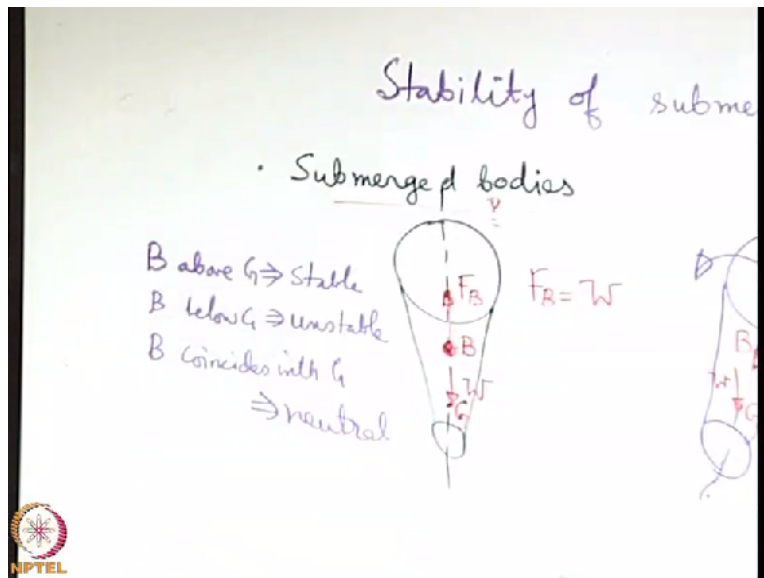 Stability of subme
· Submerged bodies
V
B above G ⇒ stable
F_B
F_B = W
B below G ⇒ unstable
B
B
B coincides with G
W
W
G
G
⇒ neutral
NPTEL